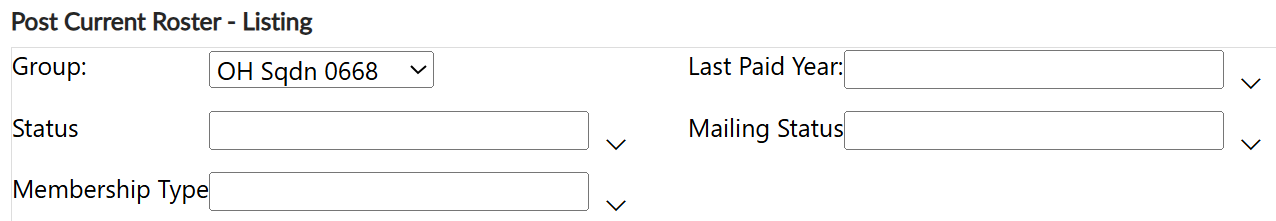 Post Current Roster - Listing
Group: OH Sqdn 0668 Last Paid Year:
Status Mailing Status
Membership Type